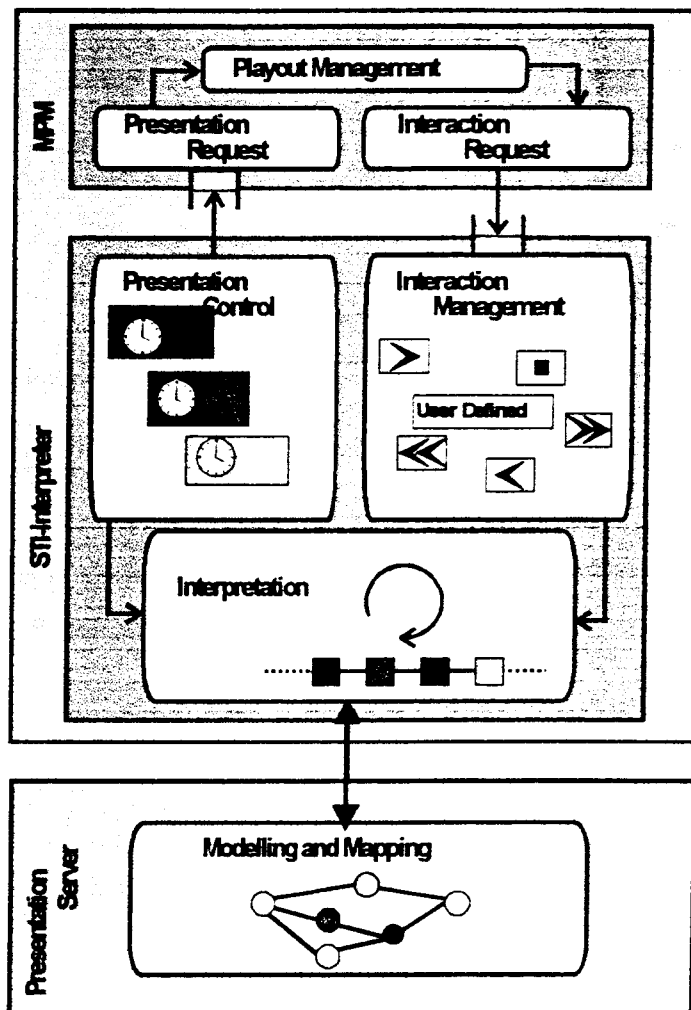 MPM
Playout Management
Presentation
Request
Interaction
Request
STI-Interpreter
Presentation
Control
Interaction
Management
User Defined
Interpretation
Presentation
Server
Modelling and Mapping